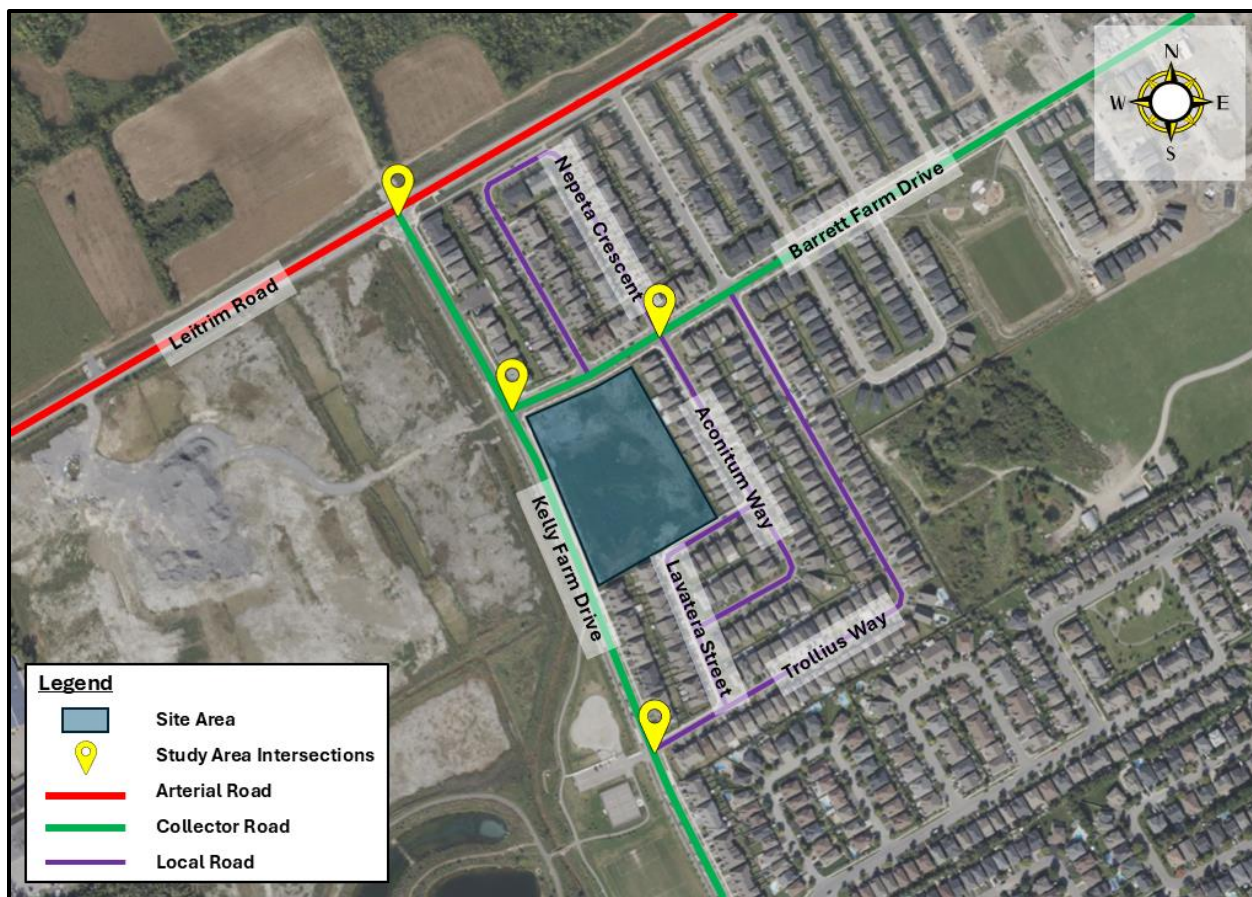 N
W
E
S
Nepeta Crescent
Barrett Farm Drive
Leitrim Road
Aconitum Way
Kelly Farm Drive
Lavatera Street
Trollius Way
Legend
Site Area
Study Area Intersections
Arterial Road
Collector Road
Local Road